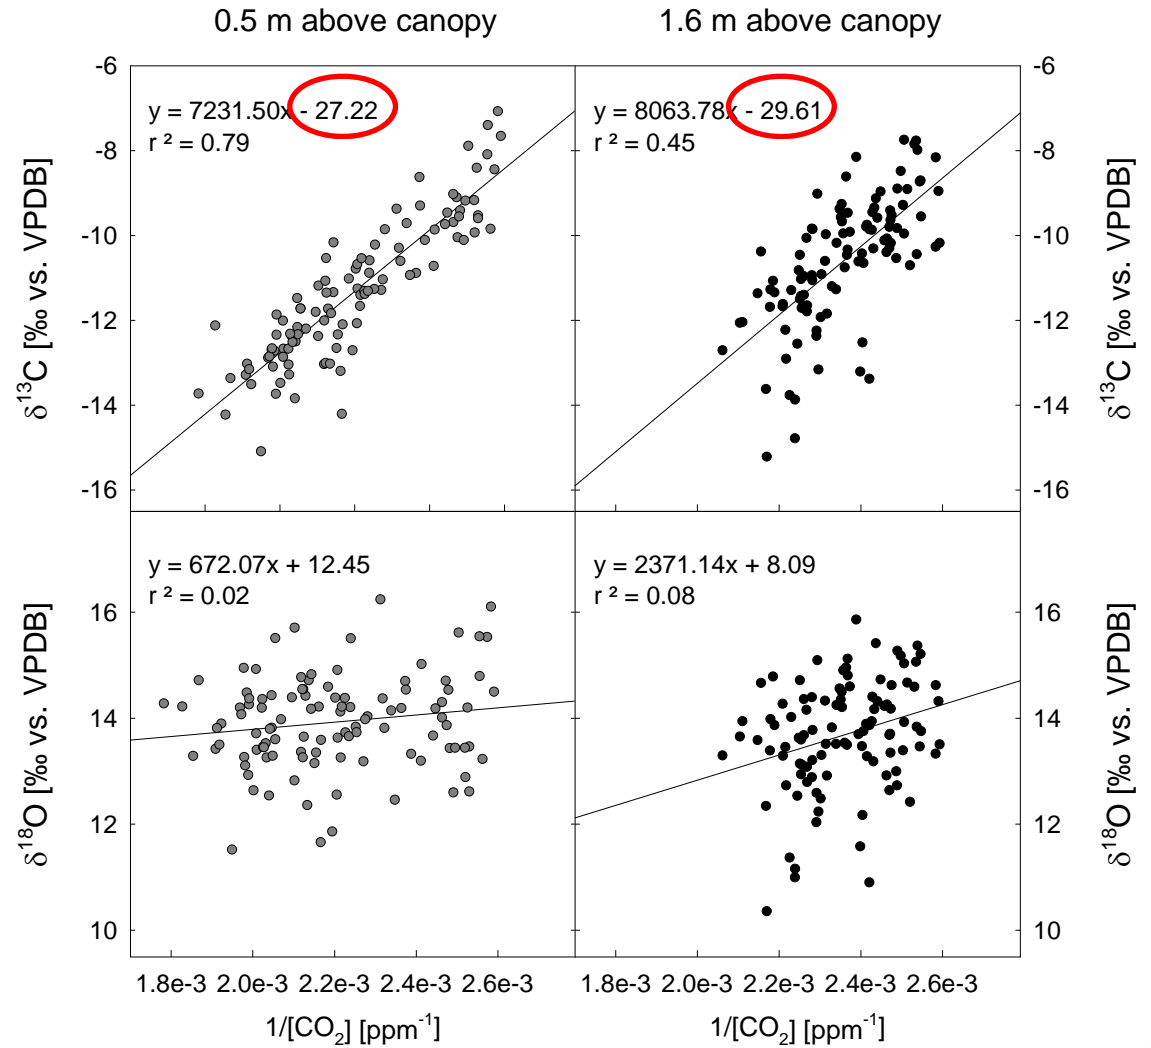 0.5 m above canopy
1.6 m above canopy
y = 7231.50x - 27.22
r ² = 0.79
y = 8063.78x - 29.61
r ² = 0.45
-6
-8
-10
-12
-14
-16
δ¹³C [‰ vs. VPDB]
-6
-8
-10
-12
-14
-16
δ¹³C [‰ vs. VPDB]
y = 672.07x + 12.45
r ² = 0.02
y = 2371.14x + 8.09
r ² = 0.08
16
14
12
10
δ¹⁸O [‰ vs. VPDB]
16
14
12
10
δ¹⁸O [‰ vs. VPDB]
1.8e-3 2.0e-3 2.2e-3 2.4e-3 2.6e-3
1.8e-3 2.0e-3 2.2e-3 2.4e-3 2.6e-3
1/[CO₂] [ppm⁻¹]
1/[CO₂] [ppm⁻¹]